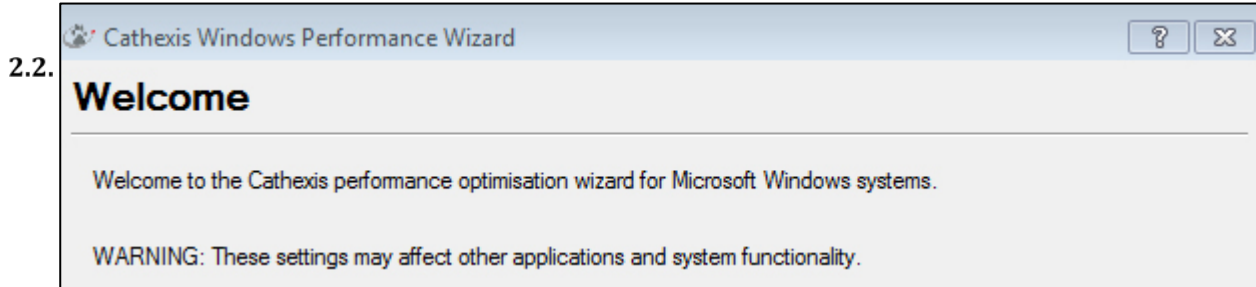 Cathexis Windows Performance Wizard
2.2.
Welcome
Welcome to the Cathexis performance optimisation wizard for Microsoft Windows systems.
WARNING: These settings may affect other applications and system functionality.